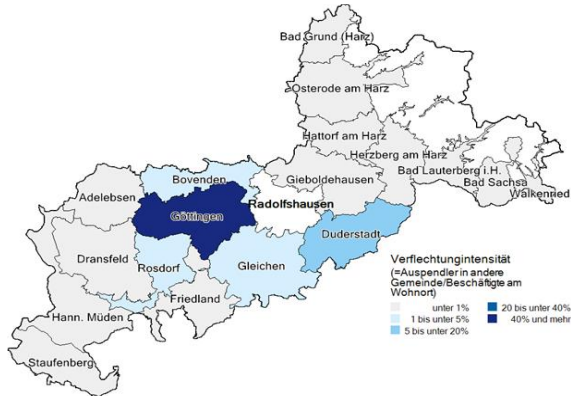 Bad Grund (Harz)
Osterode am Harz
Hattorf am Harz
Herzberg am Harz
Bad Lauterberg i.H.
Bad Sachsa
Walkenried
Gieboldehausen
Bovenden
Adelebsen
Radolfshausen
Göttingen
Duderstadt
Dransfeld
Rosdorf
Gleichen
Friedland
Hann. Müden
Staufenberg
Verflechtungintensität
(=Auspendler in andere
Gemeinde/Beschäftigte am
Wohnort)
unter 1%
1 bis unter 5%
5 bis unter 20%
20 bis unter 40%
40% und mehr